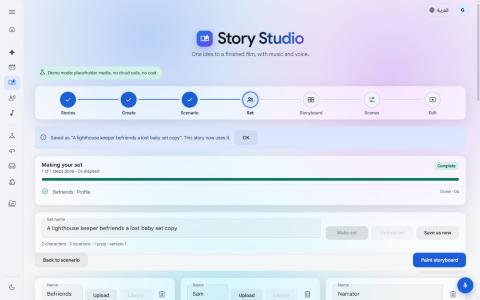 العربية
G
Story Studio
One idea to a finished film, with music and voice.
Demo mode: placeholder media, no cloud calls, no cost.
Stories
Create
Scenario
Set
Storyboard
Scenes
Edit
Saved as "A lighthouse keeper befriends a lost baby set copy". This story now uses it.
OK
Making your set
Complete
1 of 1 steps done · 0s elapsed
Befriends · Profile
Done · 0s
Set name
A lighthouse keeper befriends a lost baby set copy
Make set
Update set
Save as new
2 characters · 3 locations · 1 prop · version 1
Back to scenario
Paint storyboard
Name
Befriends
Upload
Library
Name
Sam
Upload
Library
Name
Narrator